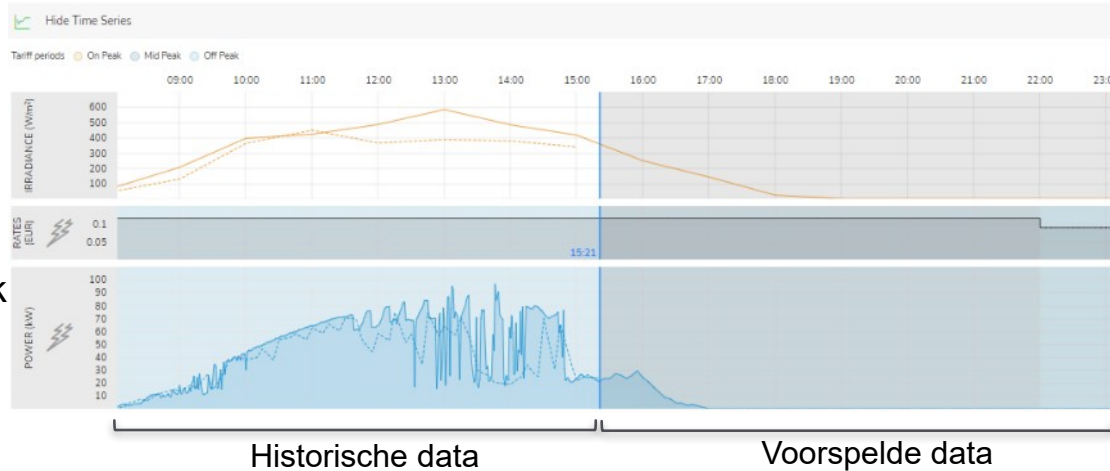 Hide Time Series
Tariff periods On Peak Mid Peak Off Peak
09:00 10:00 11:00 12:00 13:00 14:00 15:00 16:00 17:00 18:00 19:00 20:00 21:00 22:00 23:0
IRRADIANCE (W/m²)
600
500
400
300
200
100
RATES
(EUR)
0.1
0.05
15:21
k
POWER (kW)
100
90
80
70
60
50
40
30
20
10
Historische data
Voorspelde data